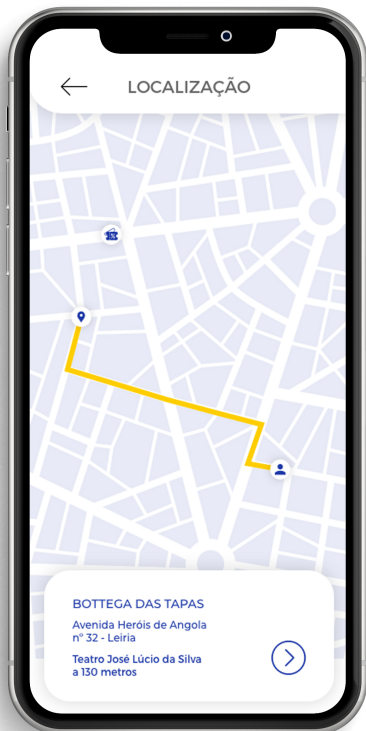 LOCALIZAÇÃO
BOTTEGA DAS TAPAS
Avenida Heróis de Angola
nº 32 - Leiria
Teatro José Lúcio da Silva
a 130 metros